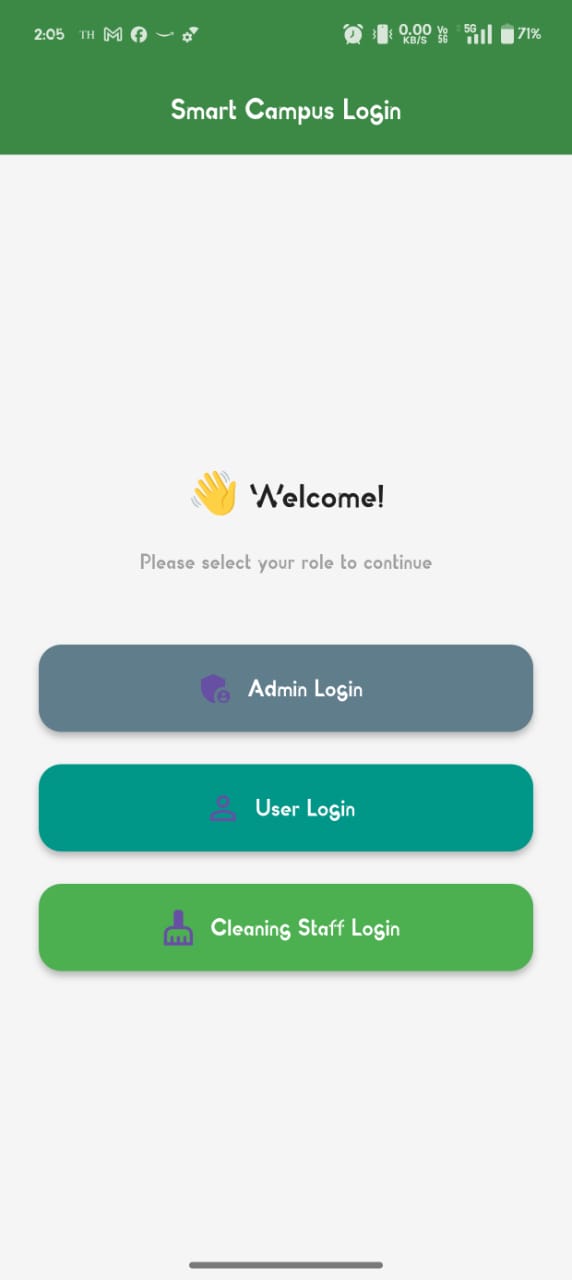 2:05 TH 0.00 KB/S Vo 5G 5G 71%
Smart Campus Login
👋 Welcome!
Please select your role to continue
Admin Login
User Login
Cleaning Staff Login